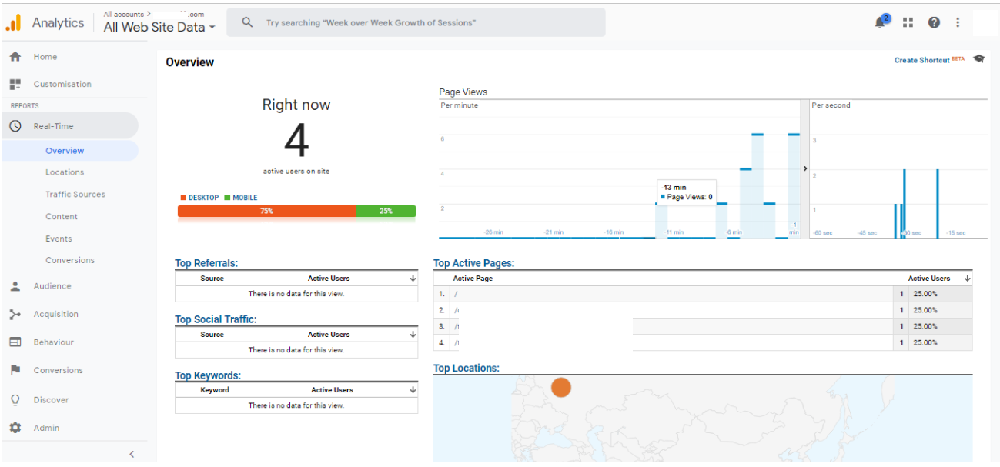 All accounts > .com
Analytics
All Web Site Data
Try searching “Week over Week Growth of Sessions”
2
Home
Customisation
REPORTS
Real-Time
Overview
Locations
Traffic Sources
Content
Events
Conversions
Audience
Acquisition
Behaviour
Conversions
Discover
Admin
Overview
Create Shortcut BETA
Right now
4
active users on site
DESKTOP MOBILE
75% 25%
Page Views
Per minute
6
4
2
-13 min
Page Views: 0
-26 min -21 min -16 min -11 min -6 min -1 min
Per second
3
2
1
-60 sec -45 sec -30 sec -15 sec
Top Referrals:
Source Active Users
There is no data for this view.
Top Social Traffic:
Source Active Users
There is no data for this view.
Top Keywords:
Keyword Active Users
There is no data for this view.
Top Active Pages:
Active Page Active Users
1. / 1 25.00%
2. 1 25.00%
3. 1 25.00%
4. 1 25.00%
Top Locations: